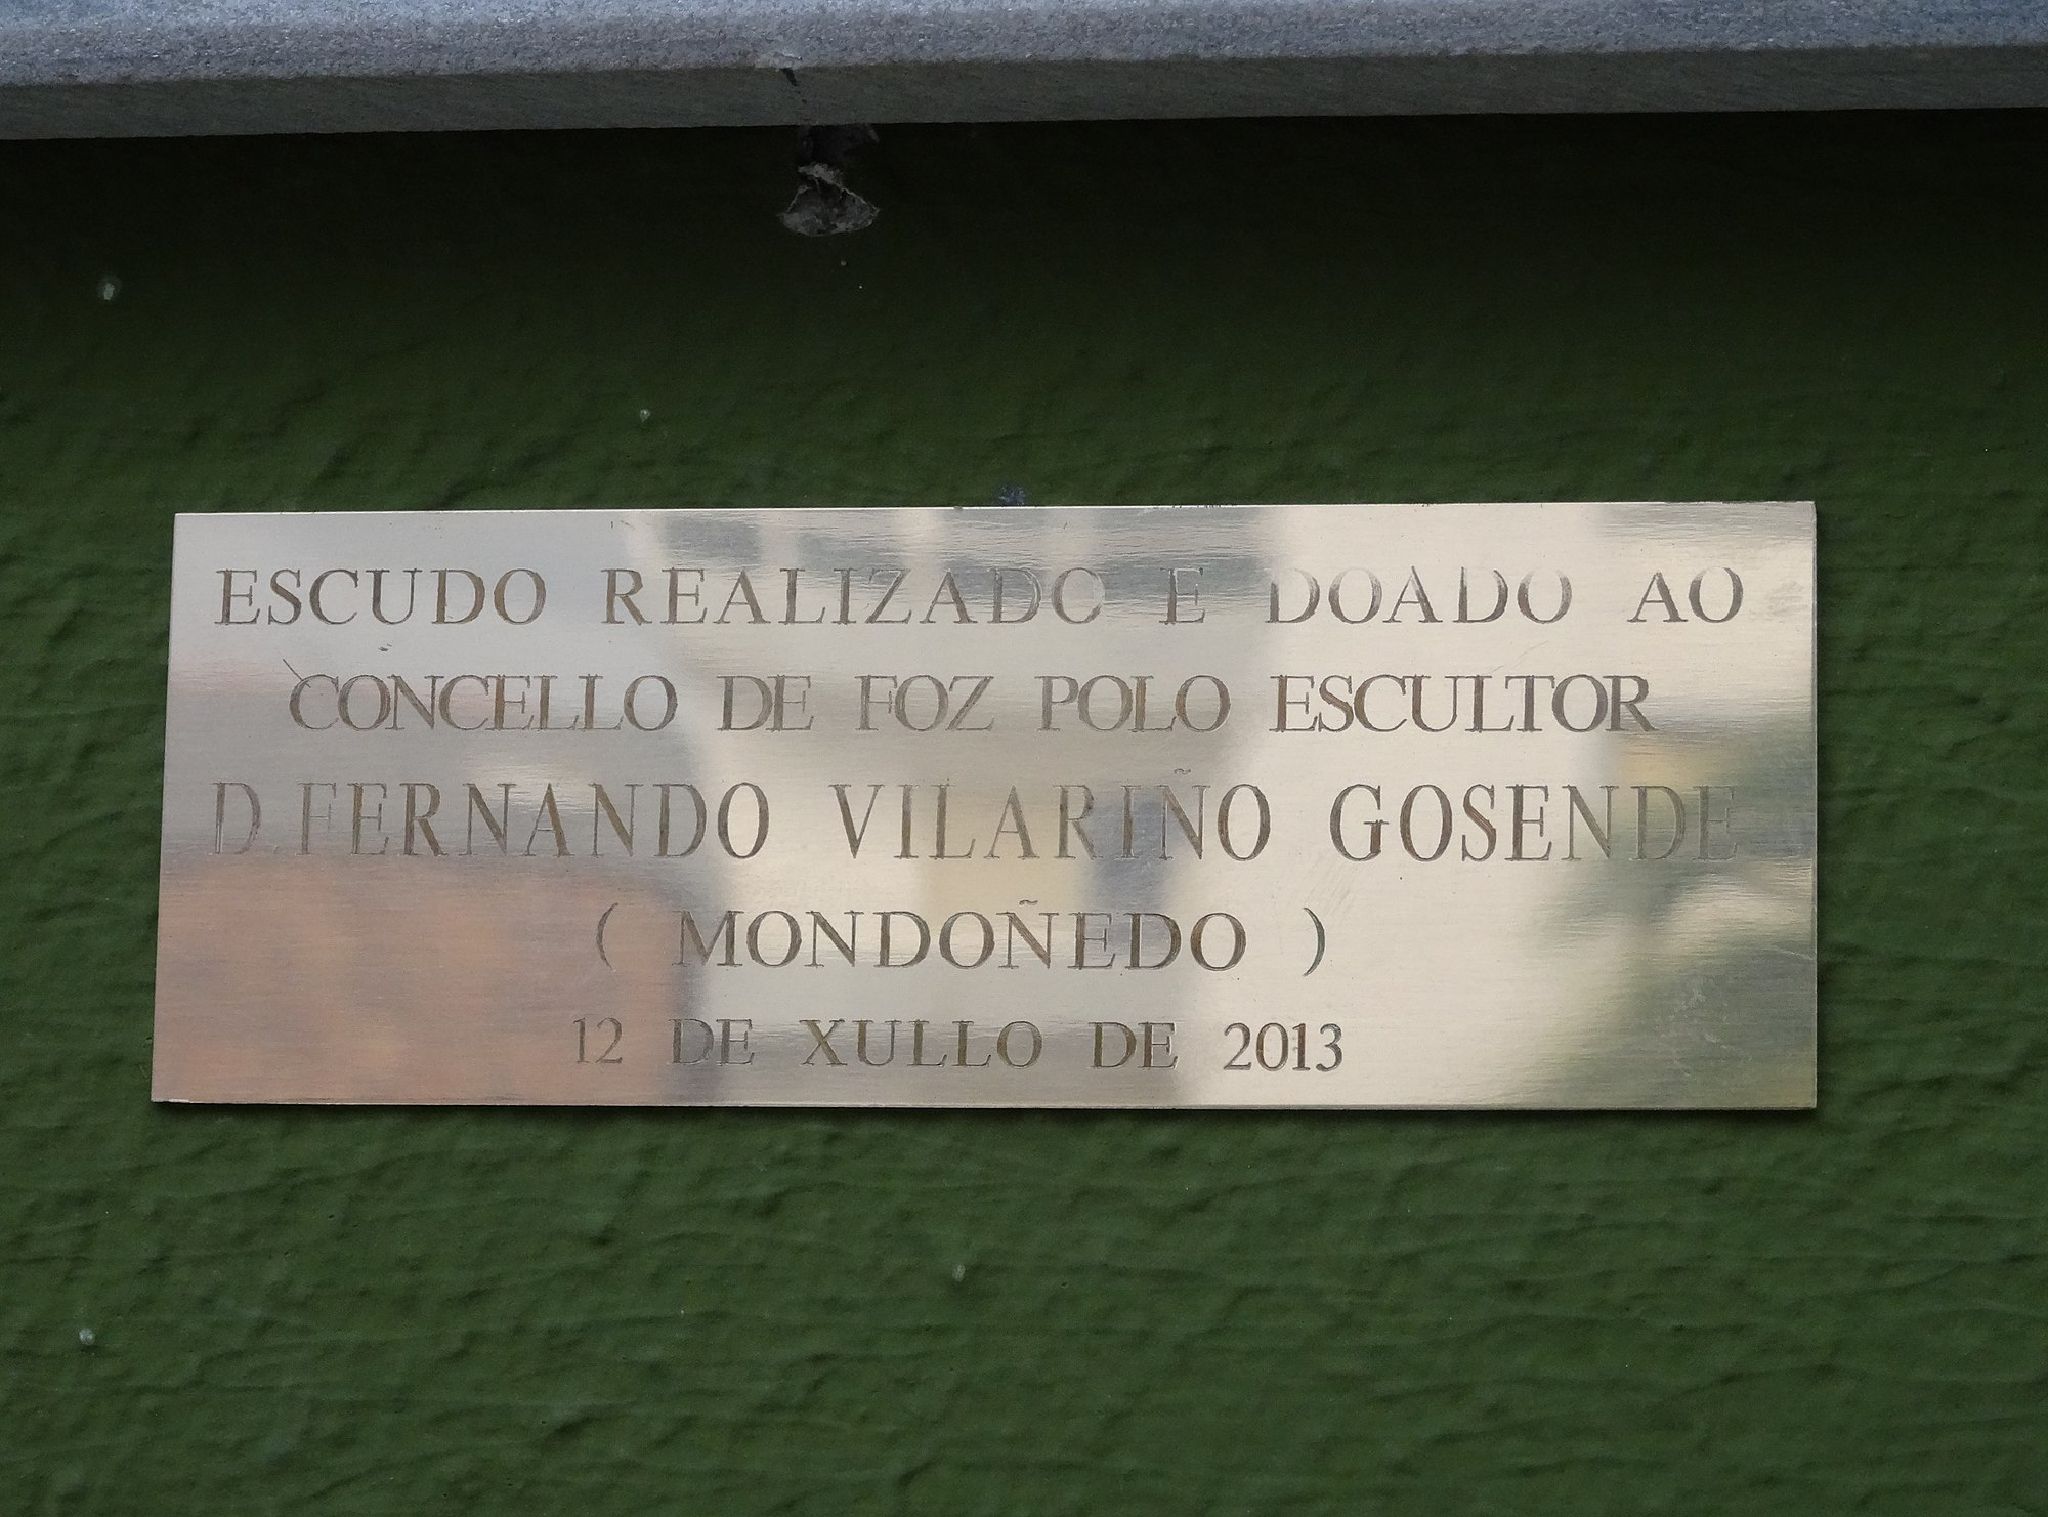 ESCUDO REALIZADO E DOADO AO
CONCELLO DE FOZ POLO ESCULTOR
D.FERNANDO VILARIÑO GOSENDE
( MONDOÑEDO )
12 DE XULLO DE 2013